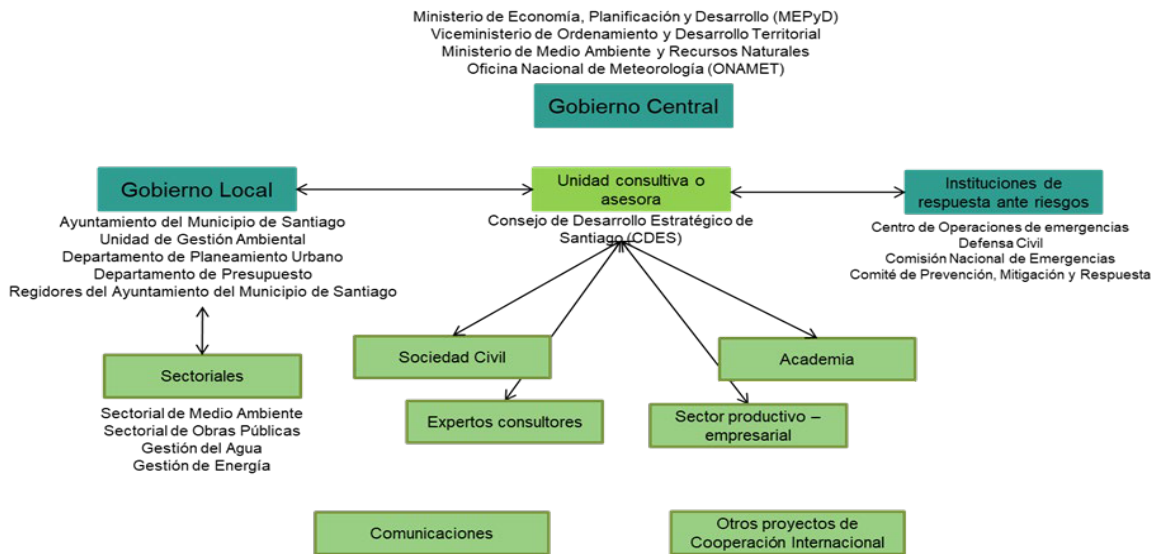 Ministerio de Economía, Planificación y Desarrollo (MEPyD)
Viceministerio de Ordenamiento y Desarrollo Territorial
Ministerio de Medio Ambiente y Recursos Naturales
Oficina Nacional de Meteorología (ONAMET)
Gobierno Central
Gobierno Local
Ayuntamiento del Municipio de Santiago
Unidad de Gestión Ambiental
Departamento de Planeamiento Urbano
Departamento de Presupuesto
Regidores del Ayuntamiento del Municipio de Santiago
Unidad consultiva o
asesora
Consejo de Desarrollo Estratégico de
Santiago (CDES)
Instituciones de
respuesta ante riesgos
Centro de Operaciones de emergencias
Defensa Civil
Comisión Nacional de Emergencias
Comité de Prevención, Mitigación y Respuesta
Sectoriales
Sectorial de Medio Ambiente
Sectorial de Obras Públicas
Gestión del Agua
Gestión de Energía
Sociedad Civil
Academia
Expertos consultores
Sector productivo –
empresarial
Comunicaciones
Otros proyectos de
Cooperación Internacional